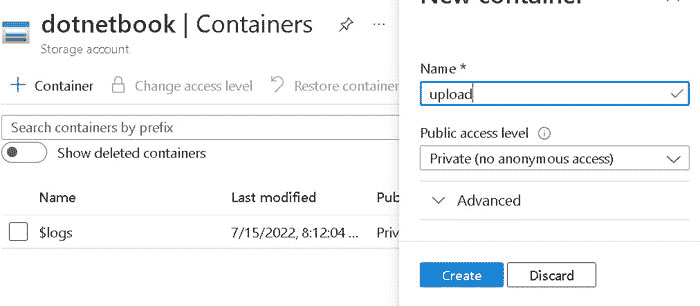 dotnetbook | Containers
Storage account
+ Container Change access level Restore container
Search containers by prefix
Show deleted containers
Name Last modified Pub
$logs 7/15/2022, 8:12:04 ... Priv
New container
Name *
upload
Public access level
Private (no anonymous access)
Advanced
Create Discard